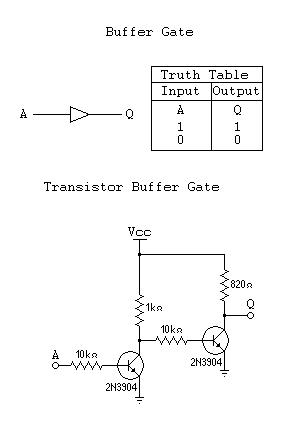 Buffer Gate
Truth Table
Input Output
A Q
A Q
1 1
0 0
Transistor Buffer Gate
Vcc
820Ω
1kΩ
Q
10kΩ
A 10kΩ
2N3904
2N3904